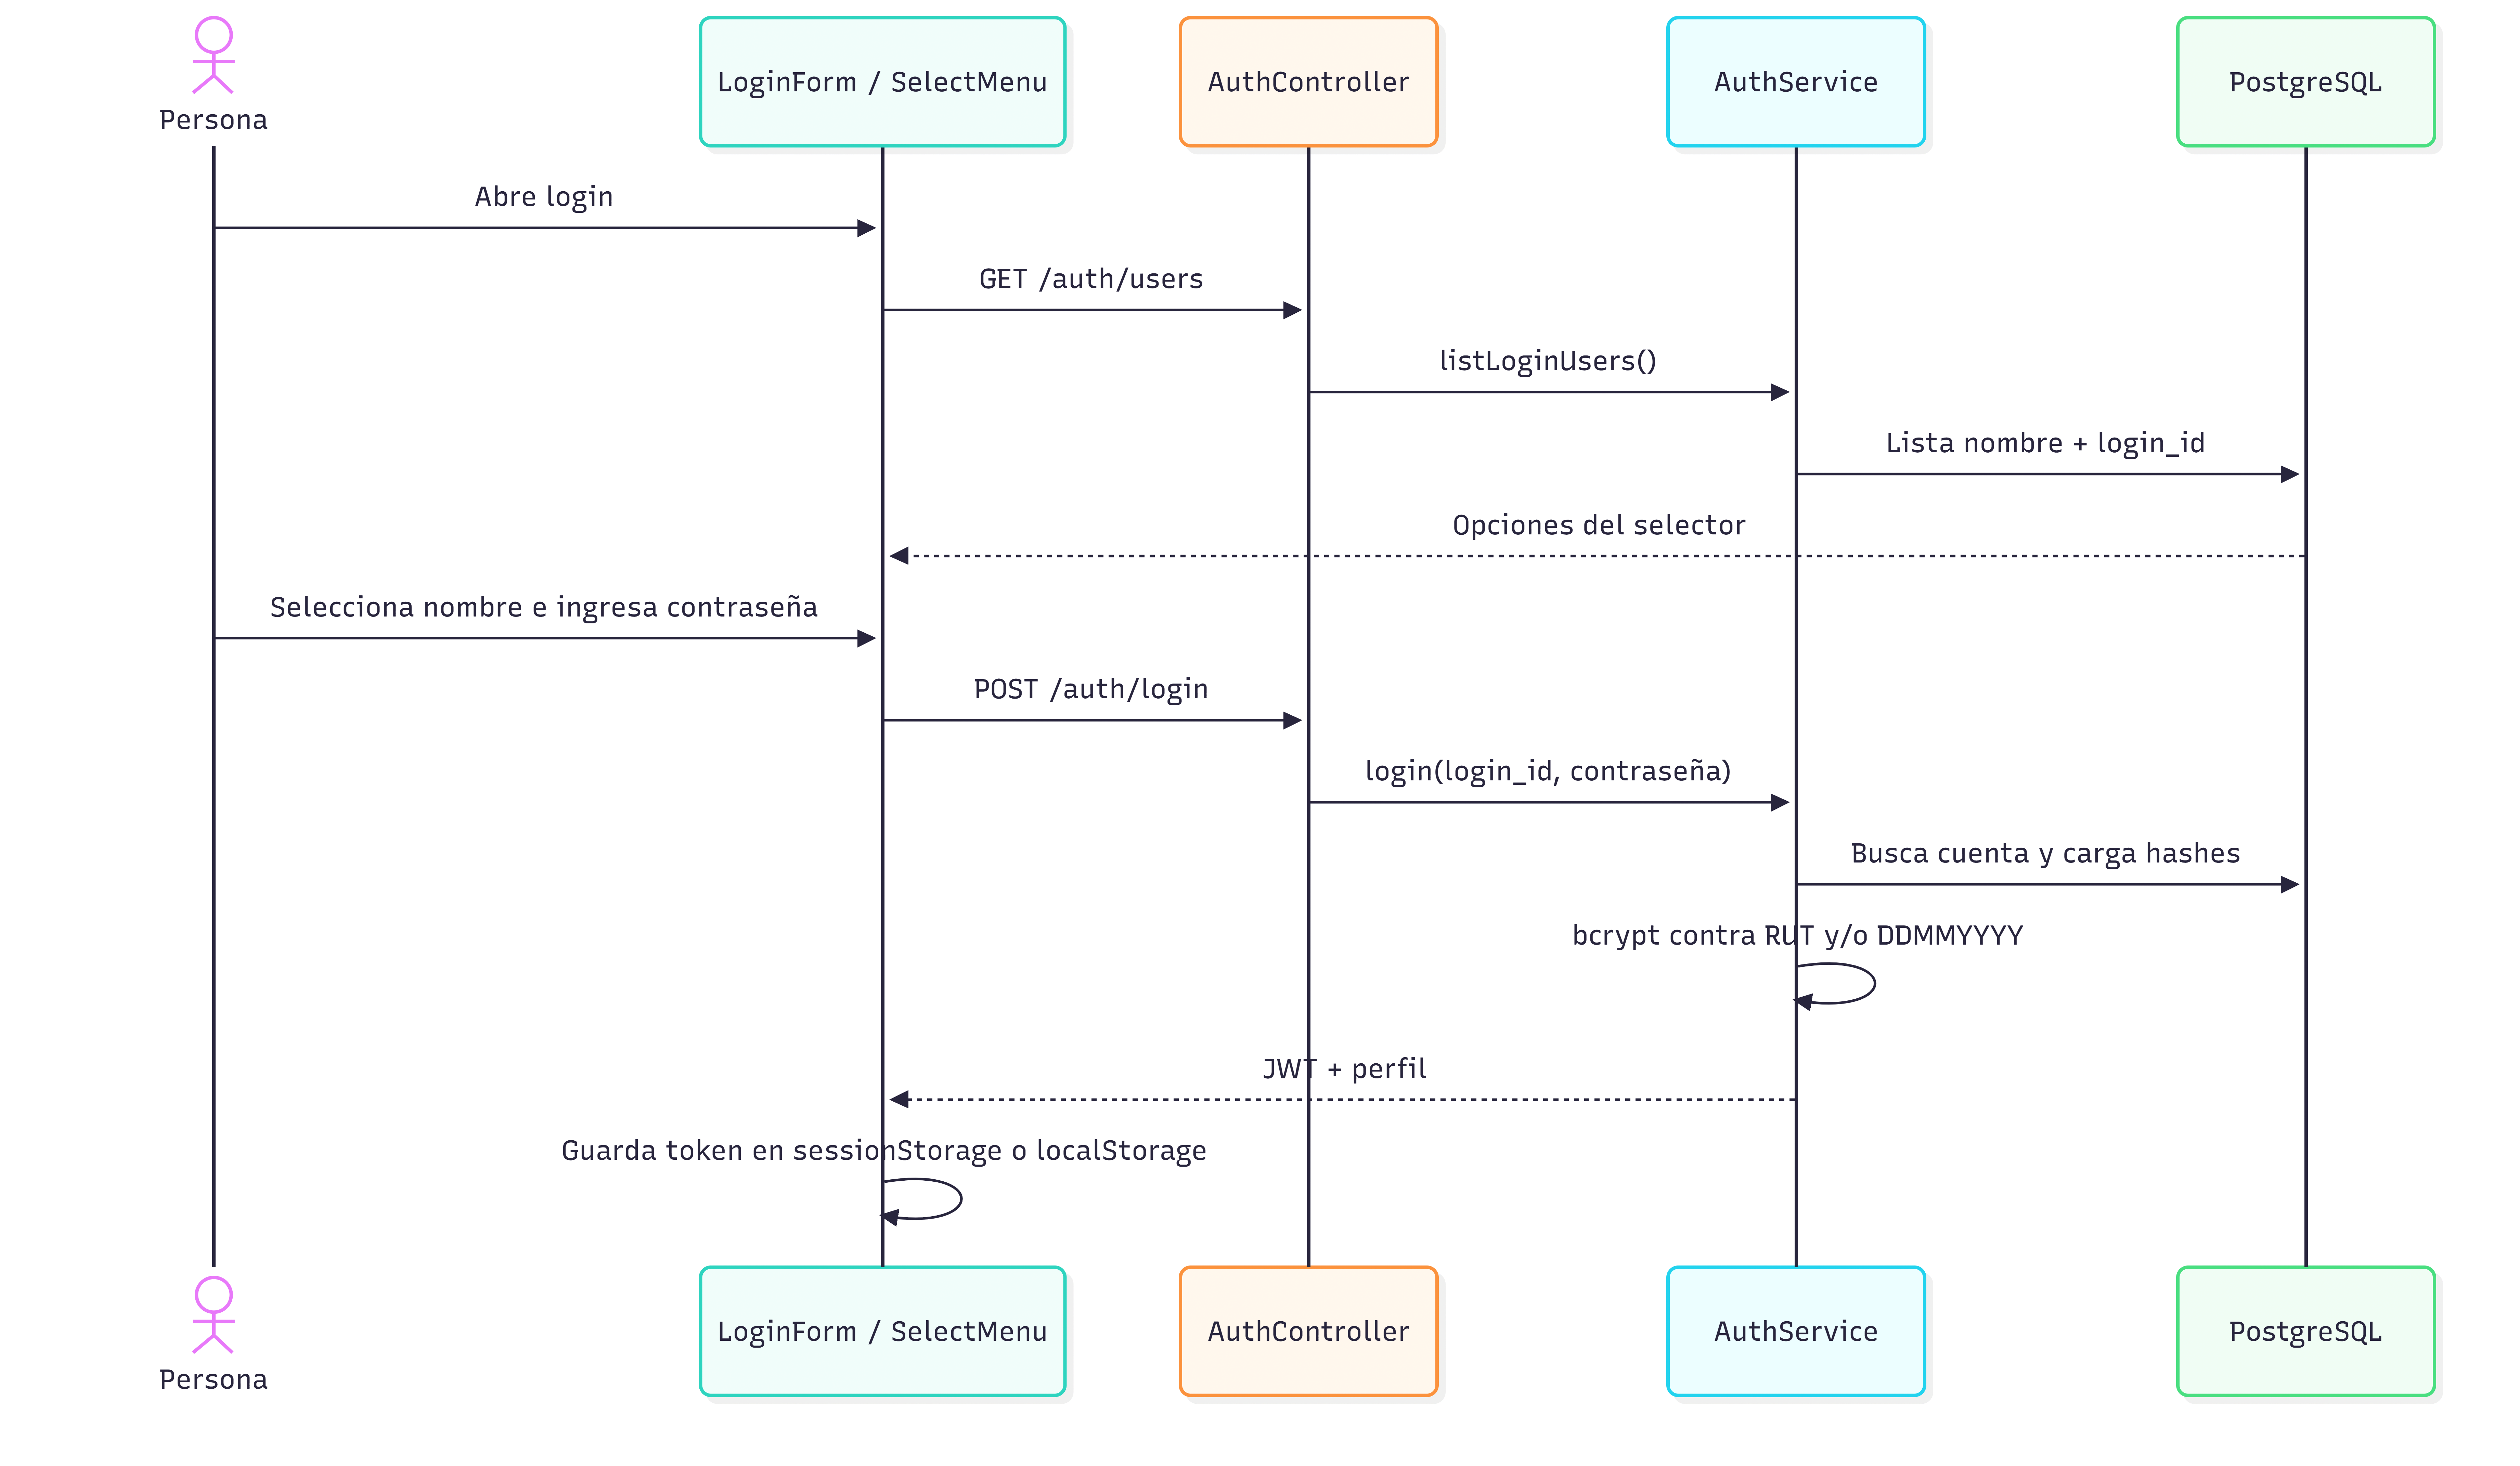 Persona
LoginForm / SelectMenu
AuthController
AuthService
PostgreSQL
Abre login
GET /auth/users
listLoginUsers()
Lista nombre + login_id
Opciones del selector
Selecciona nombre e ingresa contraseña
POST /auth/login
login(login_id, contraseña)
Busca cuenta y carga hashes
bcrypt contra RUT y/o DDMMYYYY
JWT + perfil
Guarda token en sessionStorage o localStorage
Persona
LoginForm / SelectMenu
AuthController
AuthService
PostgreSQL